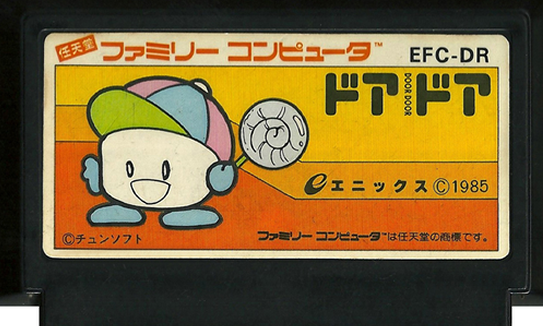 任天堂 ファミリー コンピュータ™
EFC-DR
ドアドア
DOOR DOOR
eエニックス©1985
©チュンソフト
ファミリー コンピュータ™は任天堂の商標です。